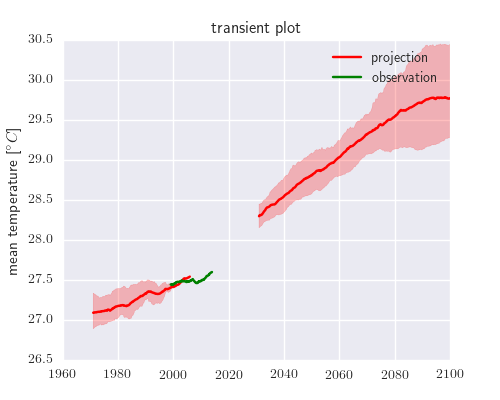 transient plot
mean temperature [°C]
30.5
30.0
29.5
29.0
28.5
28.0
27.5
27.0
26.5
1960 1980 2000 2020 2040 2060 2080 2100
projection
observation